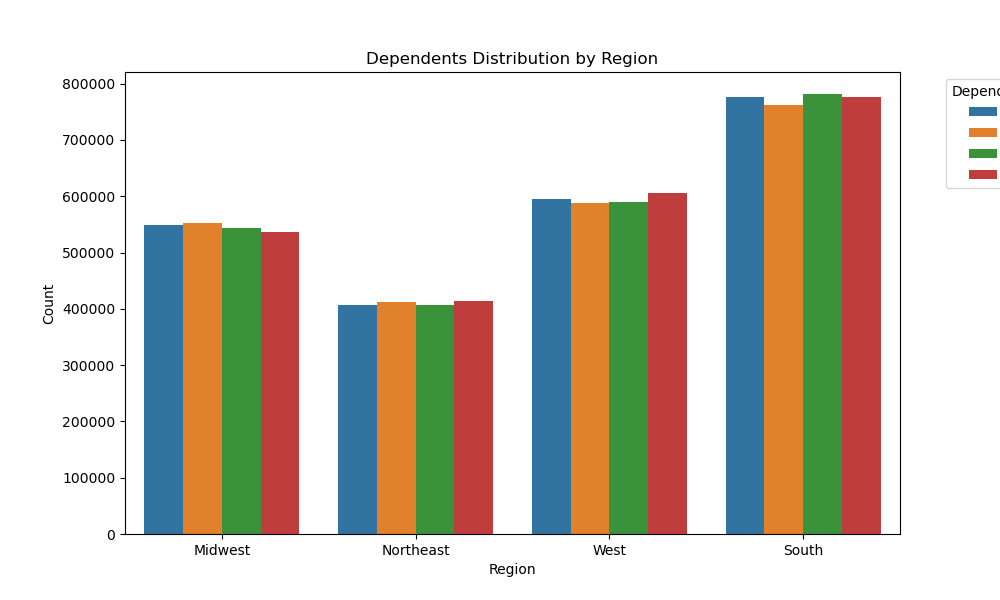 Dependents Distribution by Region
800000
700000
600000
500000
400000
300000
200000
100000
0
Count
Midwest Northeast West South
Region
Depend